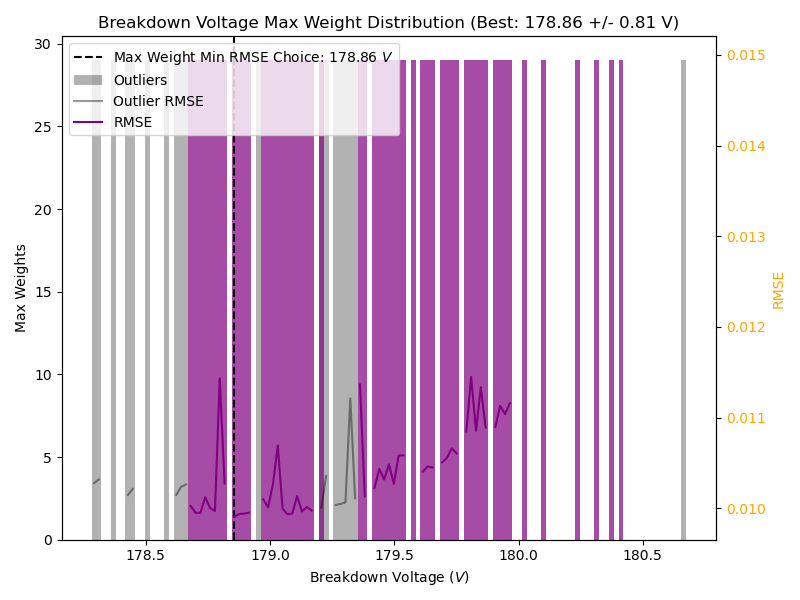 Breakdown Voltage Max Weight Distribution (Best: 178.86 +/- 0.81 V)
Max Weight Min RMSE Choice: 178.86 V
Outliers
Outlier RMSE
RMSE
30
25
20
15
10
5
0
Max Weights
0.015
0.014
0.013
0.012
0.011
0.010
RMSE
178.5 179.0 179.5 180.0 180.5
Breakdown Voltage (V)